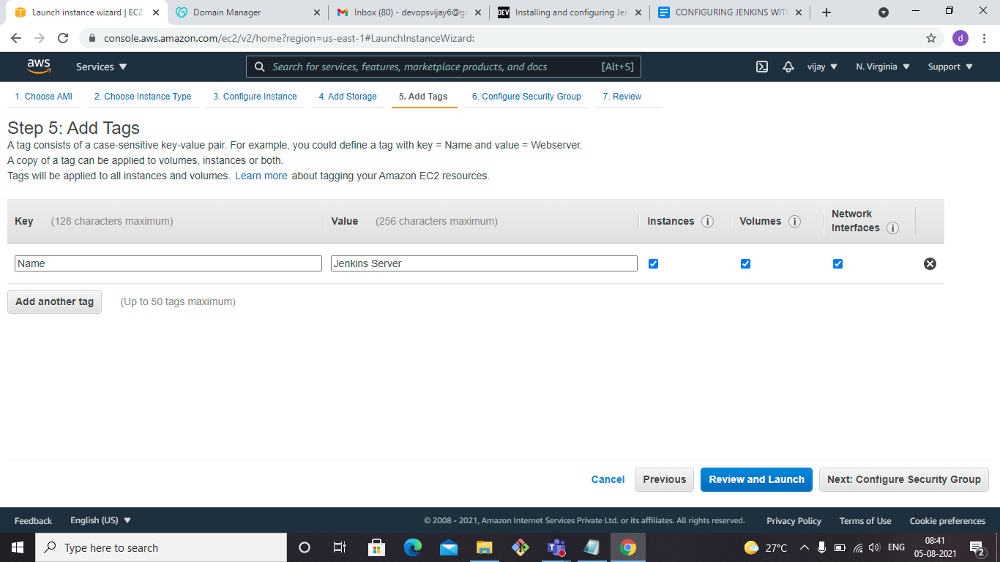 Launch instance wizard | EC2
Domain Manager
Inbox (80) - devopsvijay6@g
DEV Installing and configuring Jen
CONFIGURING JENKINS WITH
console.aws.amazon.com/ec2/v2/home?region=us-east-1#LaunchInstanceWizard:
d
aws
Services
Search for services, features, marketplace products, and docs [Alt+S]
vijay
N. Virginia
Support
1. Choose AMI
2. Choose Instance Type
3. Configure Instance
4. Add Storage
5. Add Tags
6. Configure Security Group
7. Review
Step 5: Add Tags
A tag consists of a case-sensitive key-value pair. For example, you could define a tag with key = Name and value = Webserver.
A copy of a tag can be applied to volumes, instances or both.
Tags will be applied to all instances and volumes. Learn more about tagging your Amazon EC2 resources.
Key (128 characters maximum)
Value (256 characters maximum)
Instances i
Volumes i
Network
Interfaces i
Name
Jenkins Server
Add another tag
(Up to 50 tags maximum)
Cancel
Previous
Review and Launch
Next: Configure Security Group
Feedback
English (US)
© 2008 - 2021, Amazon Internet Services Private Ltd. or its affiliates. All rights reserved.
Privacy Policy
Terms of Use
Cookie preferences
Type here to search
27°C
ENG
08:41
05-08-2021
2